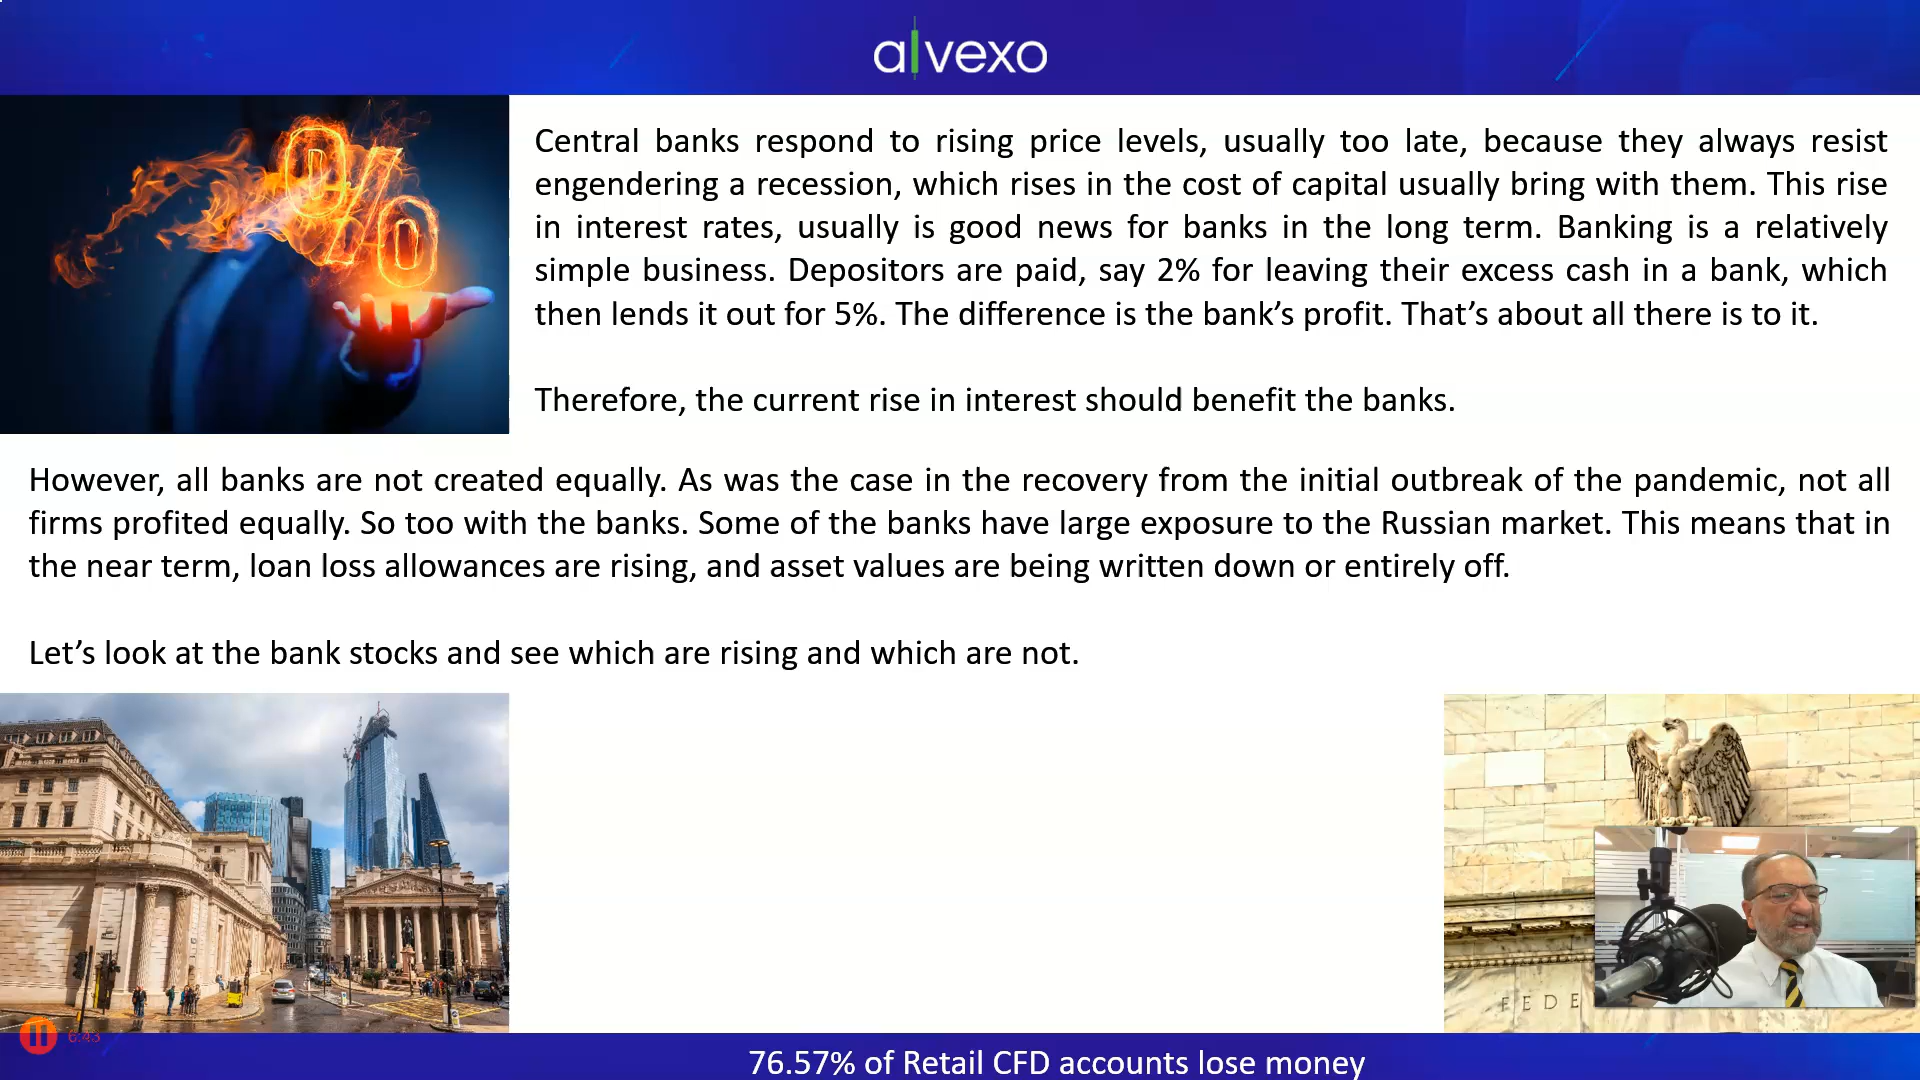 alvexo
Central banks respond to rising price levels, usually too late, because they always resist
engendering a recession, which rises in the cost of capital usually bring with them. This rise
in interest rates, usually is good news for banks in the long term. Banking is a relatively
simple business. Depositors are paid, say 2% for leaving their excess cash in a bank, which
then lends it out for 5%. The difference is the bank’s profit. That’s about all there is to it.
Therefore, the current rise in interest should benefit the banks.
However, all banks are not created equally. As was the case in the recovery from the initial outbreak of the pandemic, not all
firms profited equally. So too with the banks. Some of the banks have large exposure to the Russian market. This means that in
the near term, loan loss allowances are rising, and asset values are being written down or entirely off.
Let’s look at the bank stocks and see which are rising and which are not.
FEDE
6:43
76.57% of Retail CFD accounts lose money